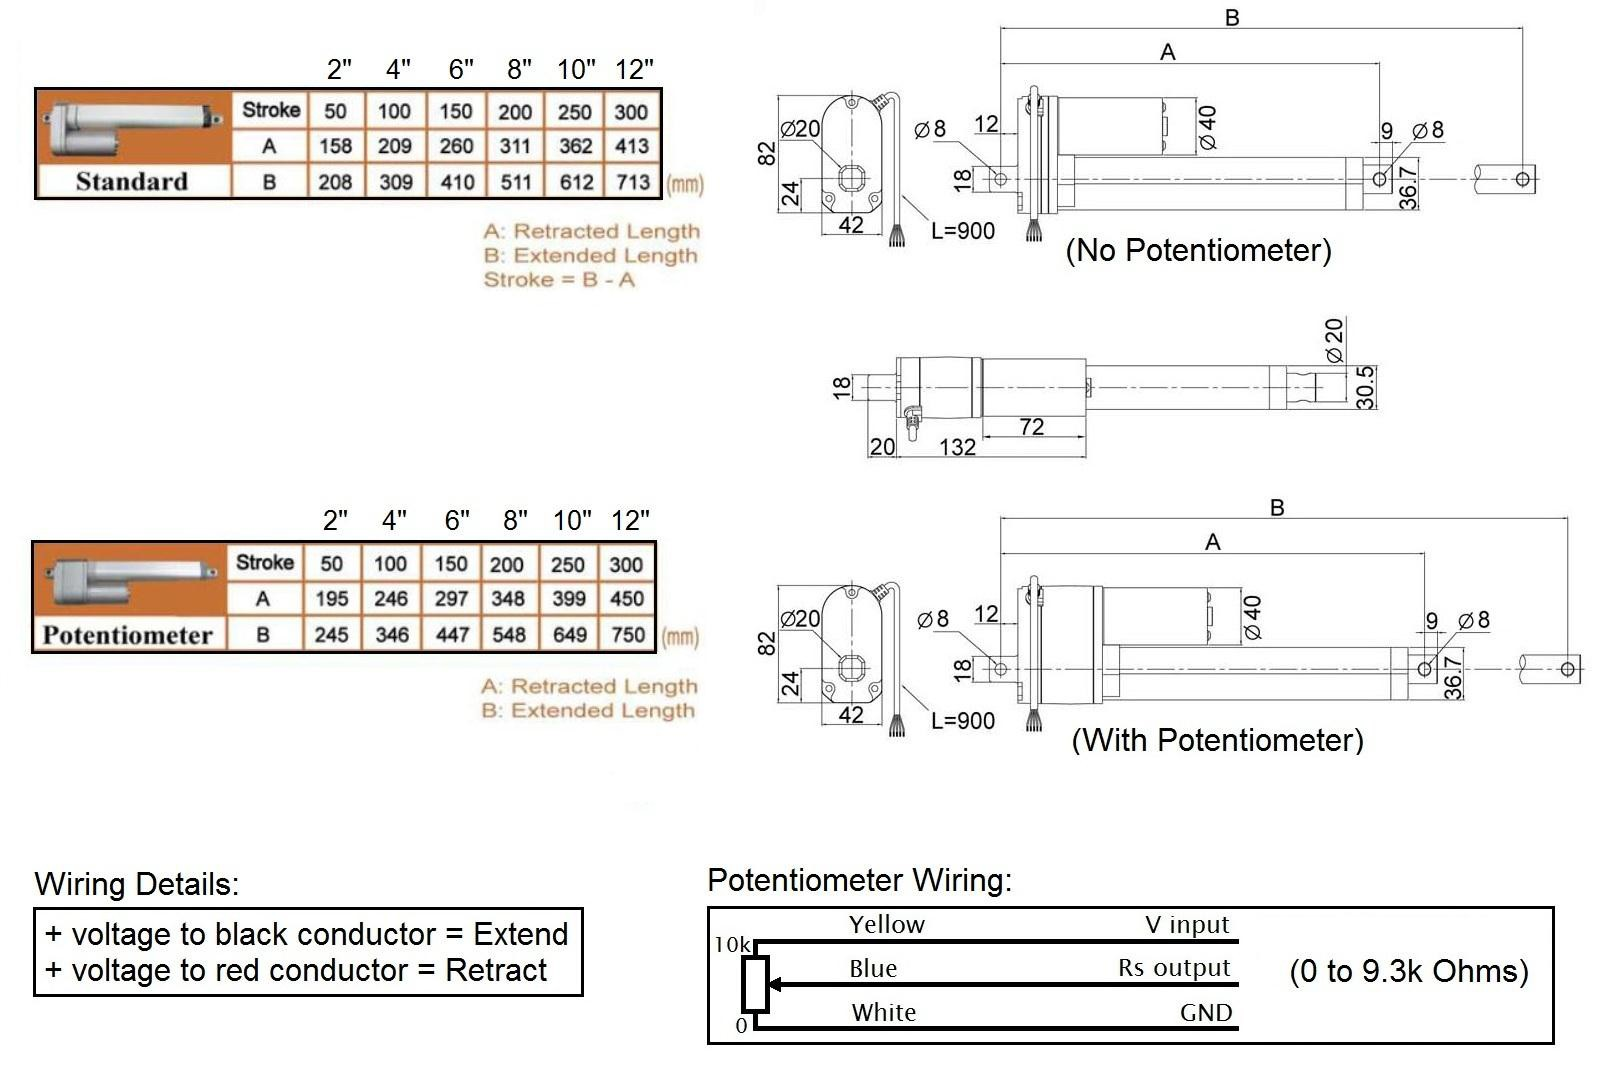 2" 4" 6" 8" 10" 12"
Stroke 50 100 150 200 250 300
A 158 209 260 311 362 413
Standard B 208 309 410 511 612 713 (mm)
A: Retracted Length
B: Extended Length
Stroke = B - A
B
A
82
Ø20
24
42
L=900
Ø8
12
18
Ø40
9
Ø8
36.7
(No Potentiometer)
18
20
132
72
Ø20
30.5
2" 4" 6" 8" 10" 12"
Stroke 50 100 150 200 250 300
A 195 246 297 348 399 450
Potentiometer B 245 346 447 548 649 750 (mm)
A: Retracted Length
B: Extended Length
B
A
82
Ø20
24
42
L=900
Ø8
12
18
Ø40
9
Ø8
36.7
(With Potentiometer)
Wiring Details:
+ voltage to black conductor = Extend
+ voltage to red conductor = Retract
Potentiometer Wiring:
Yellow V input
10k
Blue Rs output (0 to 9.3k Ohms)
White GND
0